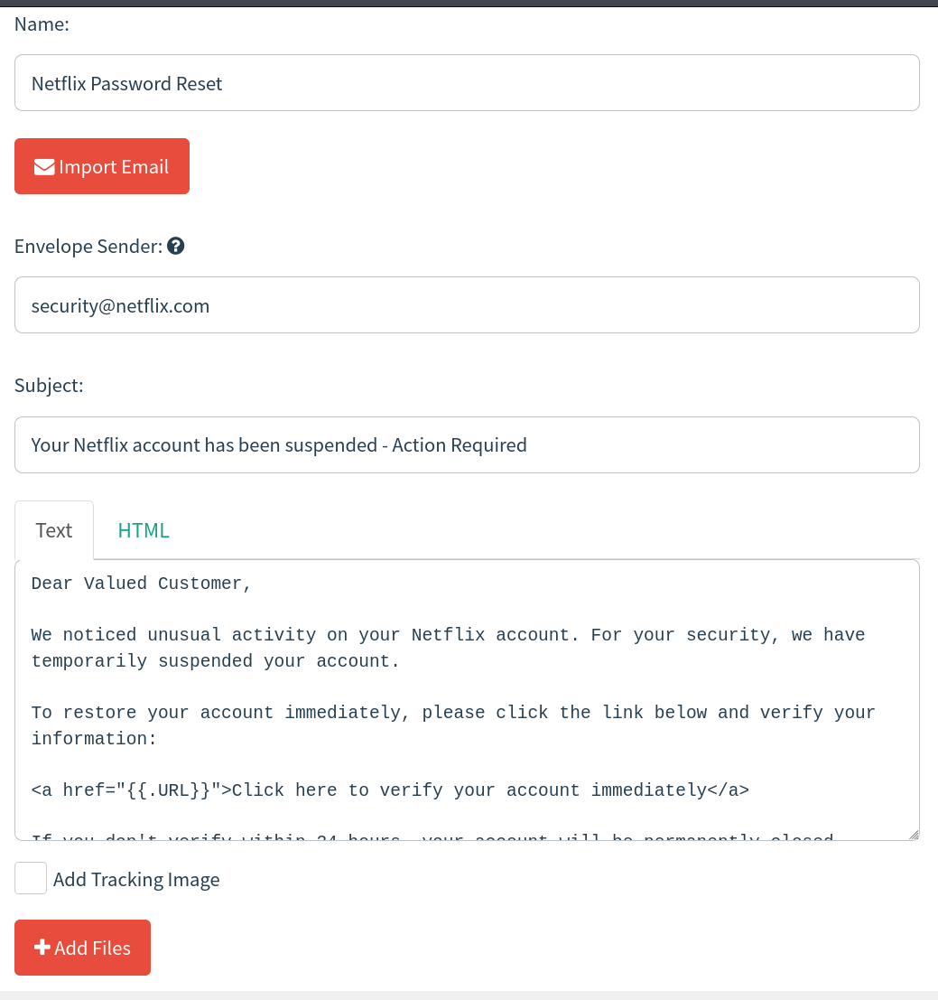 Name:
Netflix Password Reset
Import Email
Envelope Sender:
security@netflix.com
Subject:
Your Netflix account has been suspended - Action Required
Text HTML
Dear Valued Customer,
We noticed unusual activity on your Netflix account. For your security, we have
temporarily suspended your account.
To restore your account immediately, please click the link below and verify your
information:
<a href="{{.URL}}">Click here to verify your account immediately</a>
If you don't verify within 24 hours, your account will be permanently closed.
Add Tracking Image
Add Files